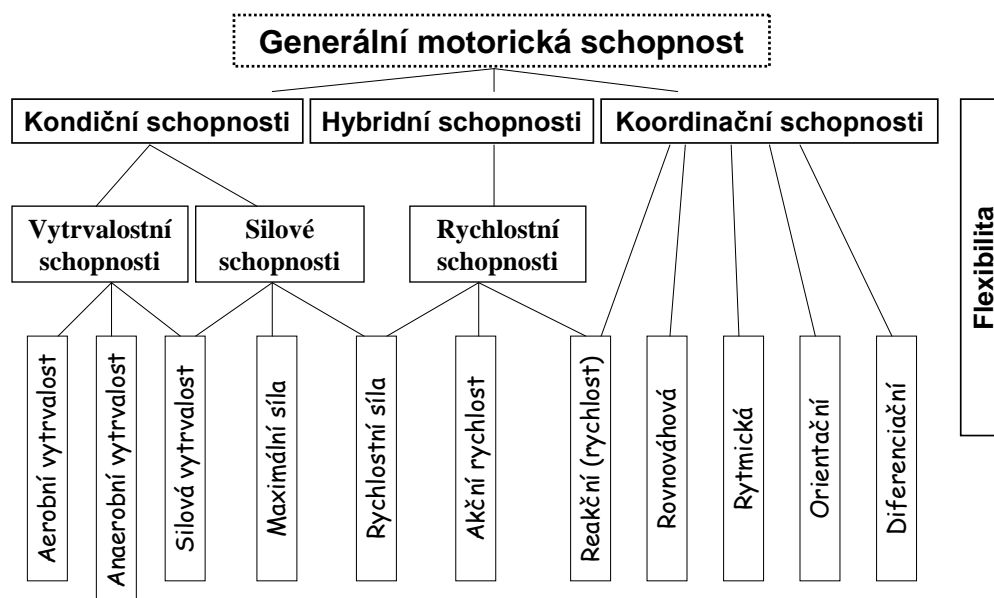 Generální motorická schopnost
Kondiční schopnosti
Hybridní schopnosti
Koordinační schopnosti
Flexibilita
Vytrvalostní
schopnosti
Silové
schopnosti
Rychlostní
schopnosti
Aerobní vytrvalost
Anaerobní vytrvalost
Silová vytrvalost
Maximální síla
Rychlostní síla
Akční rychlost
Reakční (rychlost)
Rovnováhová
Rytmická
Orientační
Diferenciační